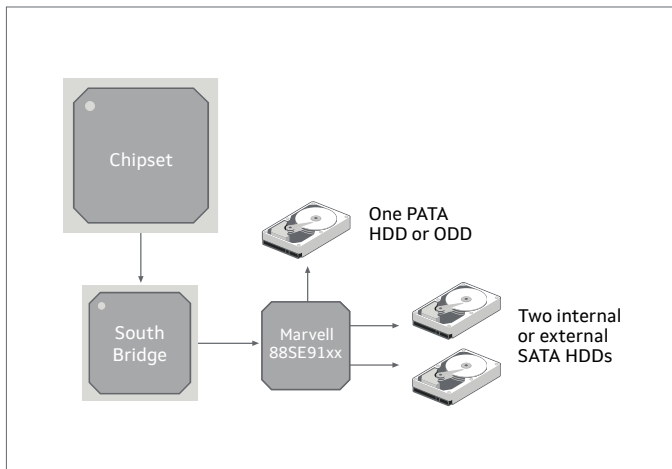 Chipset
One PATA
HDD or ODD
South
Bridge
Marvell
88SE91xx
Two internal
or external
SATA HDDs